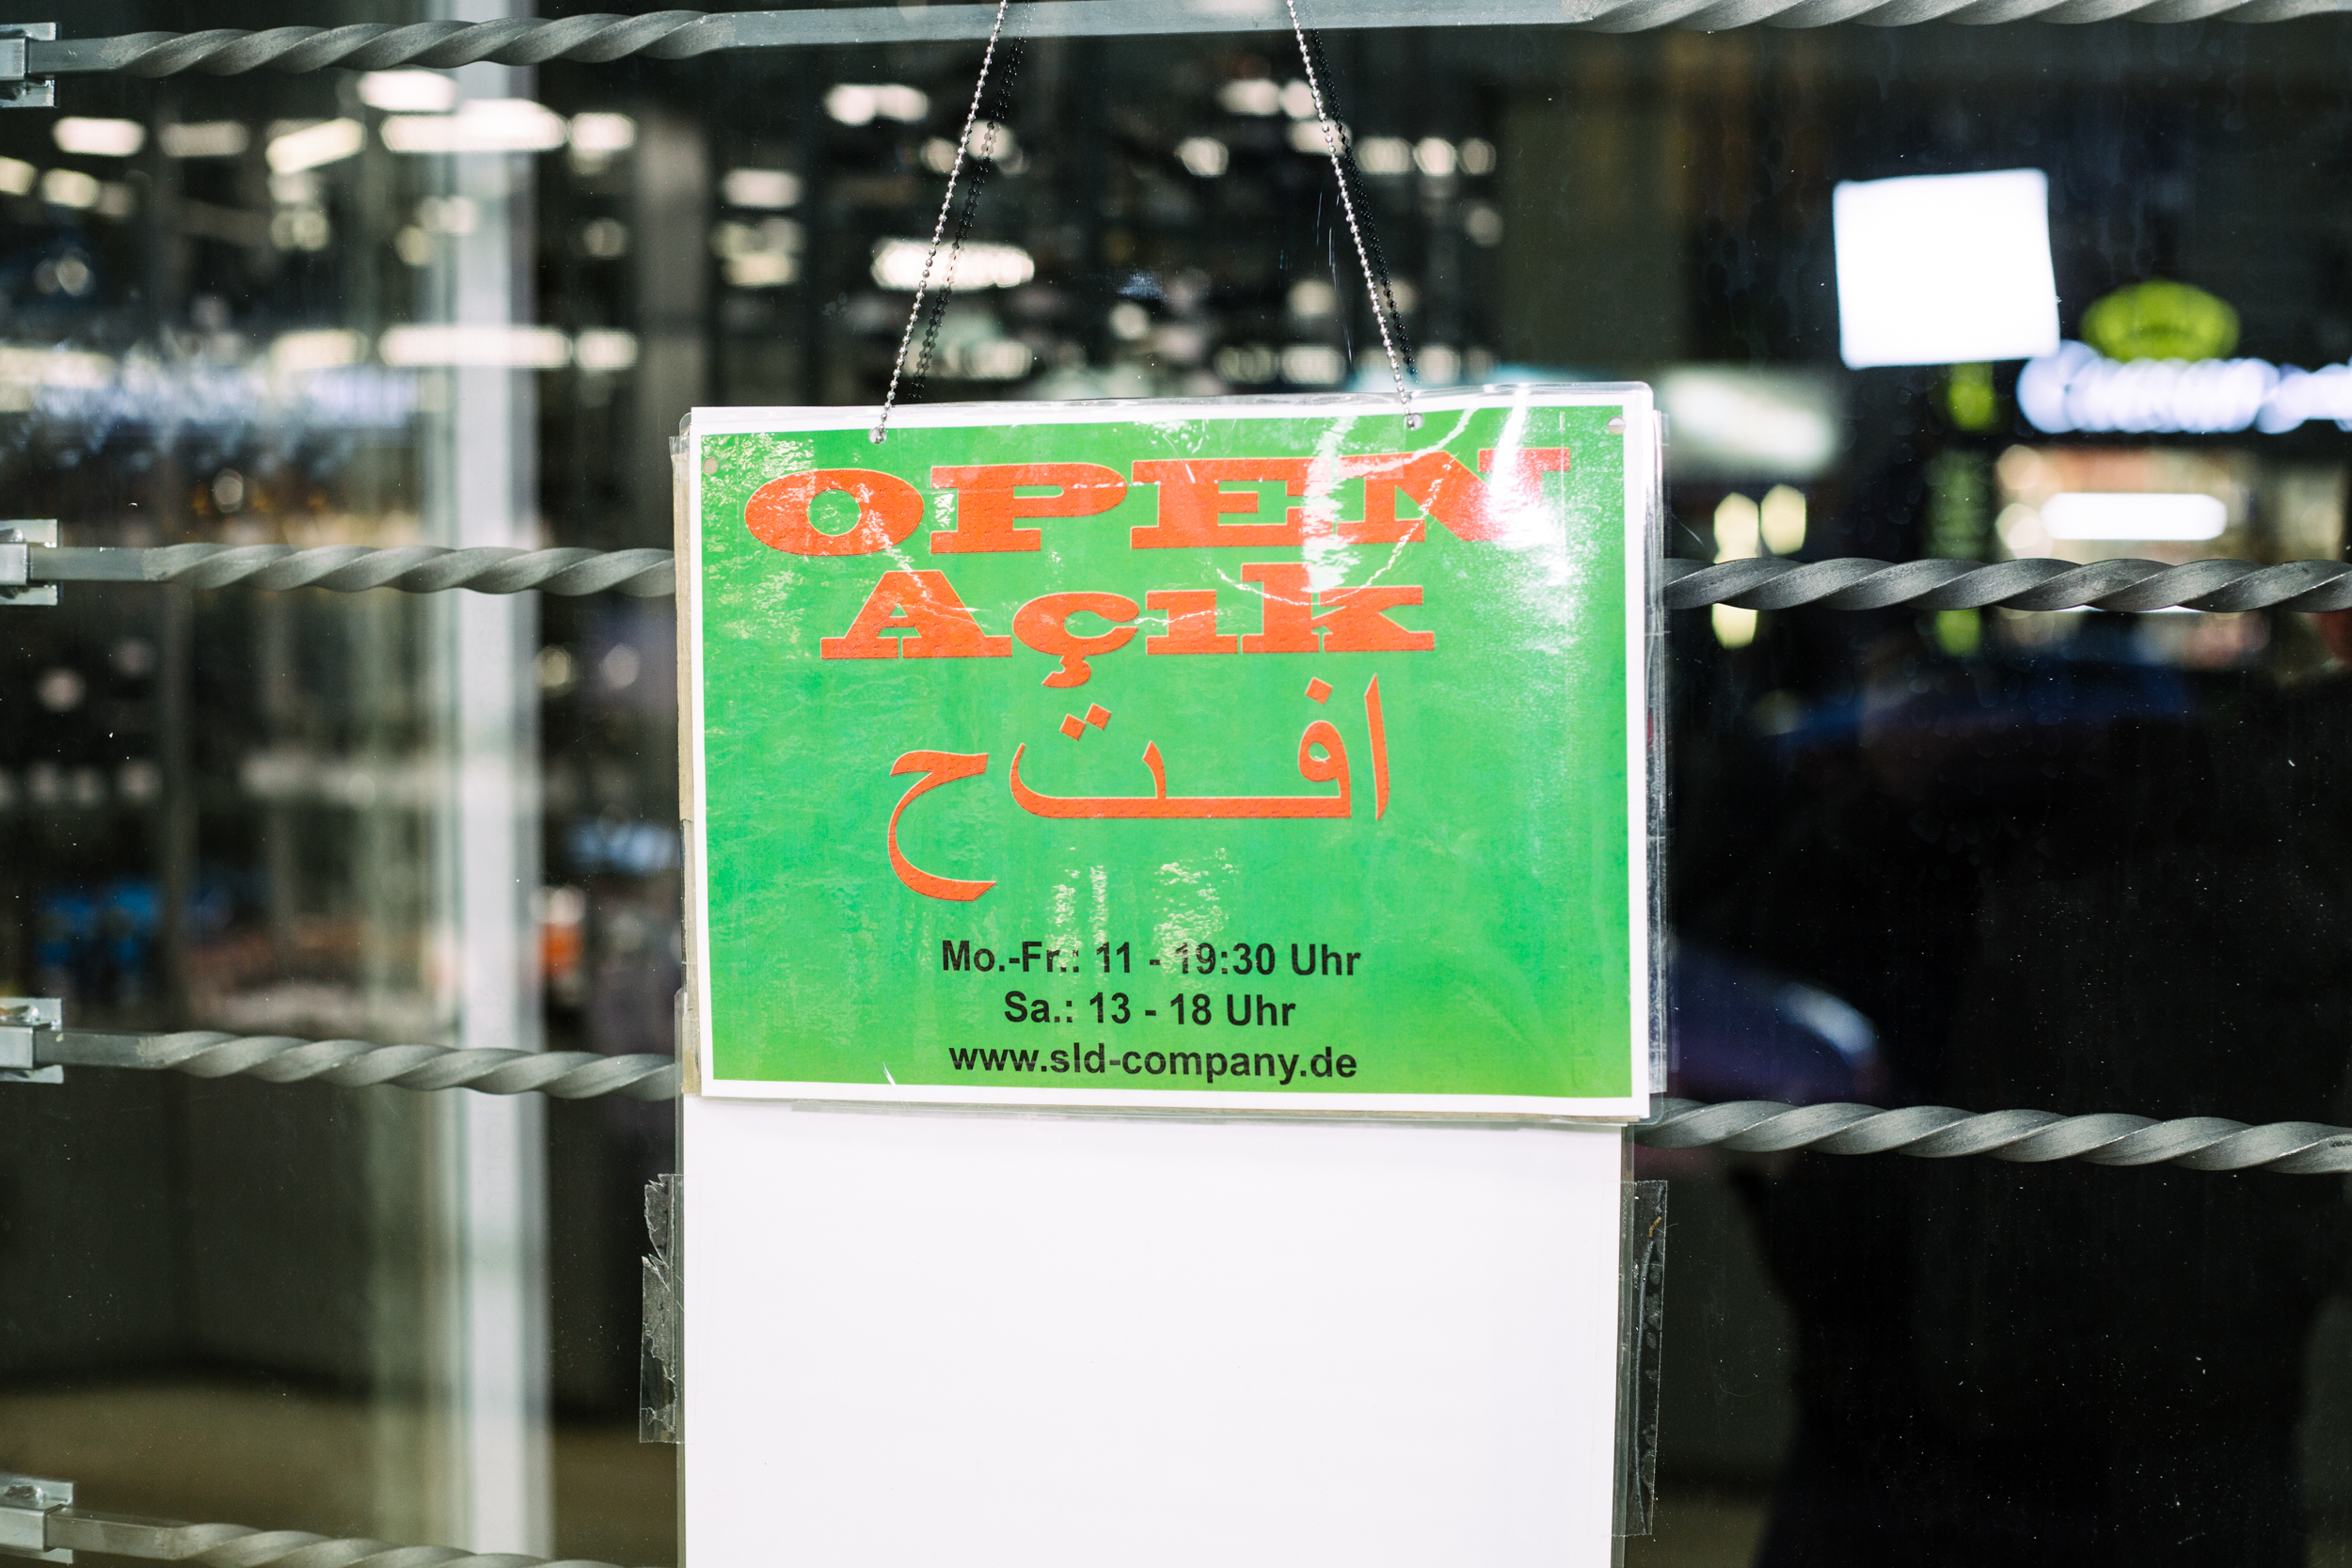 OPEN
Açık
افتح
Mo.-Fr.: 11 - 19:30 Uhr
Sa.: 13 - 18 Uhr
www.sld-company.de